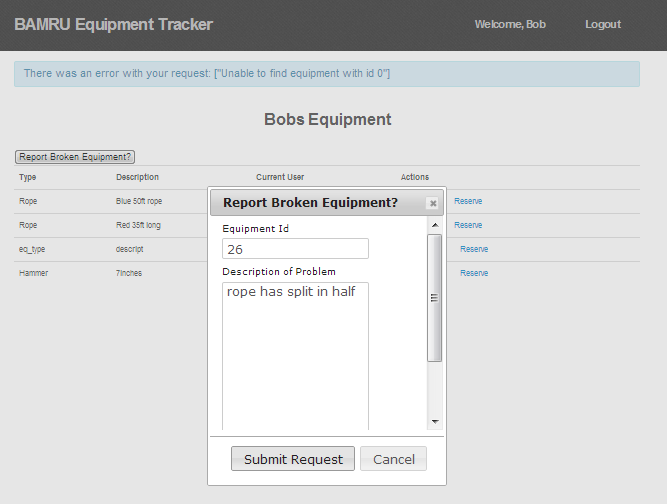 BAMRU Equipment Tracker Welcome, Bob Logout
There was an error with your request: ["Unable to find equipment with id 0"]
Bobs Equipment
Report Broken Equipment?
Type Description Current User Actions
Rope Blue 50ft rope Reserve
Rope Red 35ft long Reserve
eq_type descript Reserve
Hammer 7inches Reserve
Report Broken Equipment?
Equipment Id
26
Description of Problem
rope has split in half
Submit Request Cancel